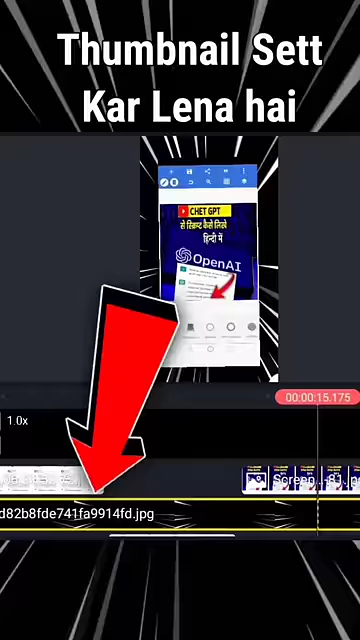 Thumbnail Sett
Kar Lena hai
CHET GPT
से स्क्रिप्ट कैसे लिखे
हिन्दी में
OpenAI
00:00:15.175
1.0x
d82b8fde741fa9914fd.jpg